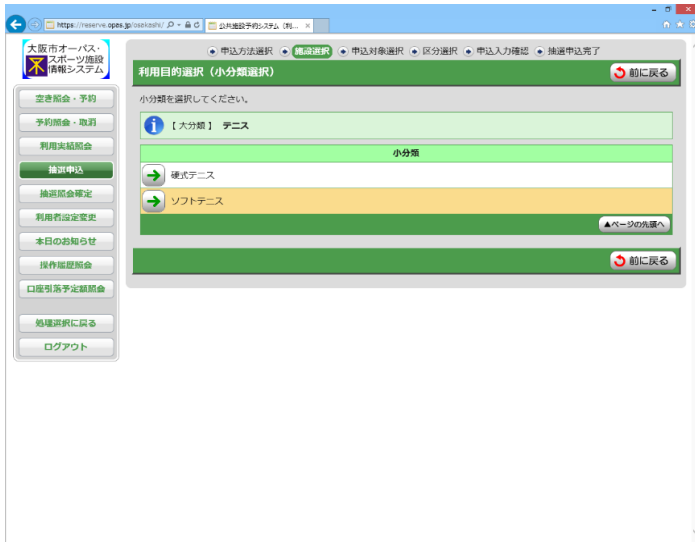 https://reserve.opas.jp/osakashi/
公共施設予約システム（利...
大阪市オーパス・
スポーツ施設
情報システム
申込方法選択 施設選択 申込対象選択 区分選択 申込入力確認 抽選申込完了
利用目的選択（小分類選択）
前に戻る
小分類を選択してください。
【大分類】 テニス
小分類
硬式テニス
ソフトテニス
▲ページの先頭へ
前に戻る
空き照会・予約
予約照会・取消
利用実績照会
抽選申込
抽選照会確定
利用者設定変更
本日のお知らせ
操作履歴照会
口座引落予定額照会
処理選択に戻る
ログアウト